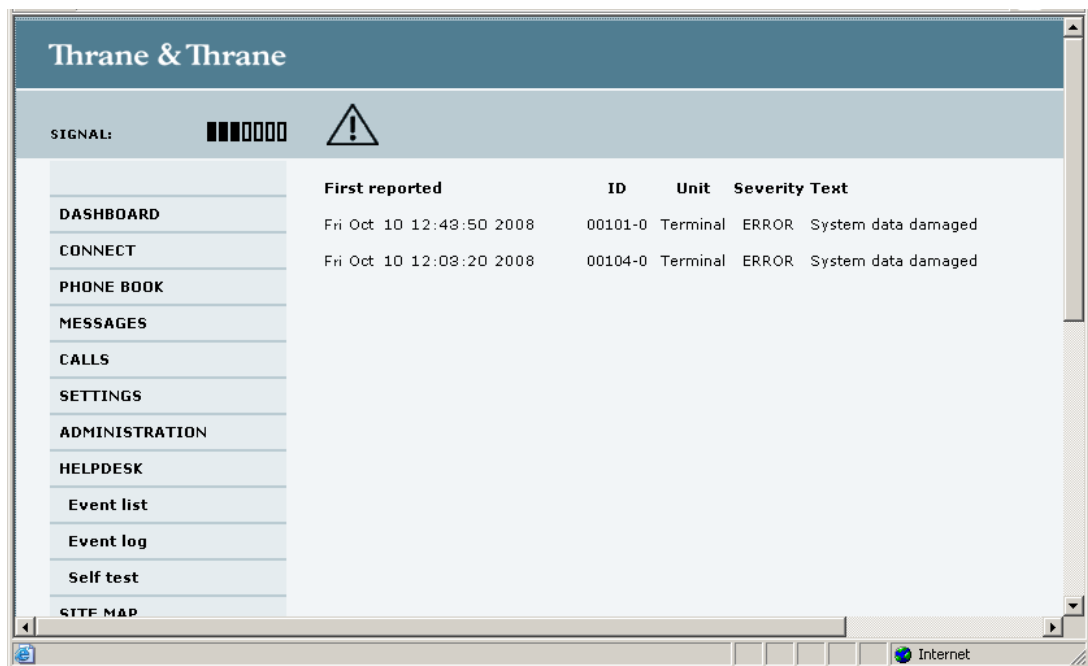 Thrane & Thrane
SIGNAL:
First reported ID Unit Severity Text
Fri Oct 10 12:43:50 2008 00101-0 Terminal ERROR System data damaged
Fri Oct 10 12:03:20 2008 00104-0 Terminal ERROR System data damaged
DASHBOARD
CONNECT
PHONE BOOK
MESSAGES
CALLS
SETTINGS
ADMINISTRATION
HELPDESK
Event list
Event log
Self test
SITE MAP
Internet